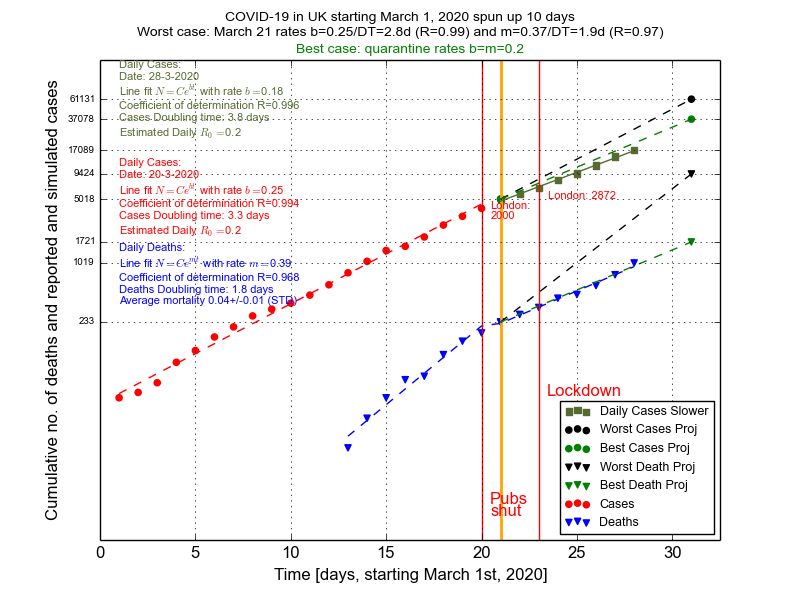 COVID-19 in UK starting March 1, 2020 spun up 10 days
Worst case: March 21 rates b=0.25/DT=2.8d (R=0.99) and m=0.37/DT=1.9d (R=0.97)
Best case: quarantine rates b=m=0.2
Daily Cases:
Date: 28-3-2020
Line fit N = Ce^{bt}: with rate b =0.18
Coefficient of determination R=0.996
Cases Doubling time: 3.8 days
Estimated Daily R_0 =0.2
Daily Cases:
Date: 20-3-2020
Line fit N = Ce^{bt}: with rate b =0.25
Coefficient of determination R=0.994
Cases Doubling time: 3.3 days
Estimated Daily R_0 =0.2
Daily Deaths:
Line fit N = Ce^{mt}: with rate m =0.39
Coefficient of determination R=0.968
Deaths Doubling time: 1.8 days
Average mortality 0.04+/-0.01 (STD)
61131
37078
17089
9424
5018
1721
1019
233
Cumulative no. of deaths and reported and simulated cases
London:
2000
London: 2872
Lockdown
Pubs
shut
Daily Cases Slower
Worst Cases Proj
Best Cases Proj
Worst Death Proj
Best Death Proj
Cases
Deaths
0 5 10 15 20 25 30
Time [days, starting March 1st, 2020]